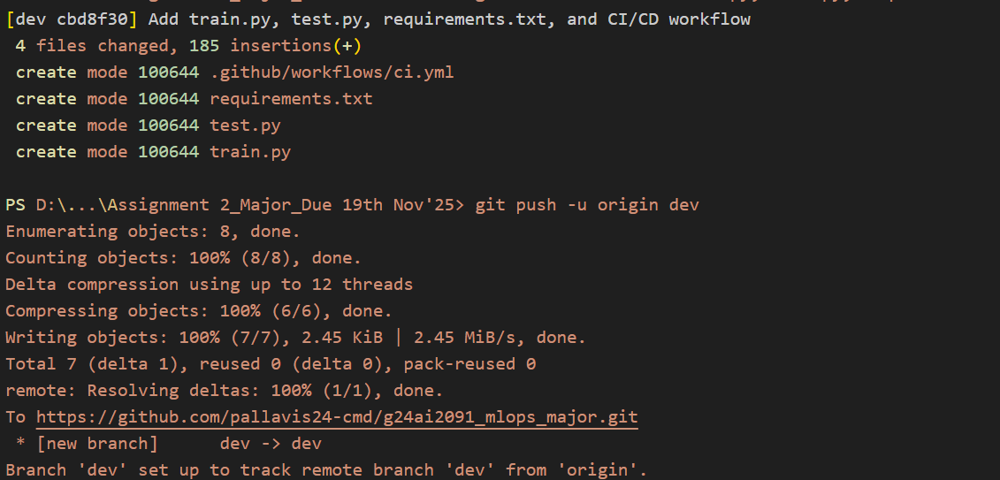 [dev cbd8f30] Add train.py, test.py, requirements.txt, and CI/CD workflow
 4 files changed, 185 insertions(+)
 create mode 100644 .github/workflows/ci.yml
 create mode 100644 requirements.txt
 create mode 100644 test.py
 create mode 100644 train.py
PS D:\...\Assignment 2_Major_Due 19th Nov'25> git push -u origin dev
Enumerating objects: 8, done.
Counting objects: 100% (8/8), done.
Delta compression using up to 12 threads
Compressing objects: 100% (6/6), done.
Writing objects: 100% (7/7), 2.45 KiB | 2.45 MiB/s, done.
Total 7 (delta 1), reused 0 (delta 0), pack-reused 0
remote: Resolving deltas: 100% (1/1), done.
To https://github.com/pallavis24-cmd/g24ai2091_mlops_major.git
 * [new branch]      dev -> dev
Branch 'dev' set up to track remote branch 'dev' from 'origin'.